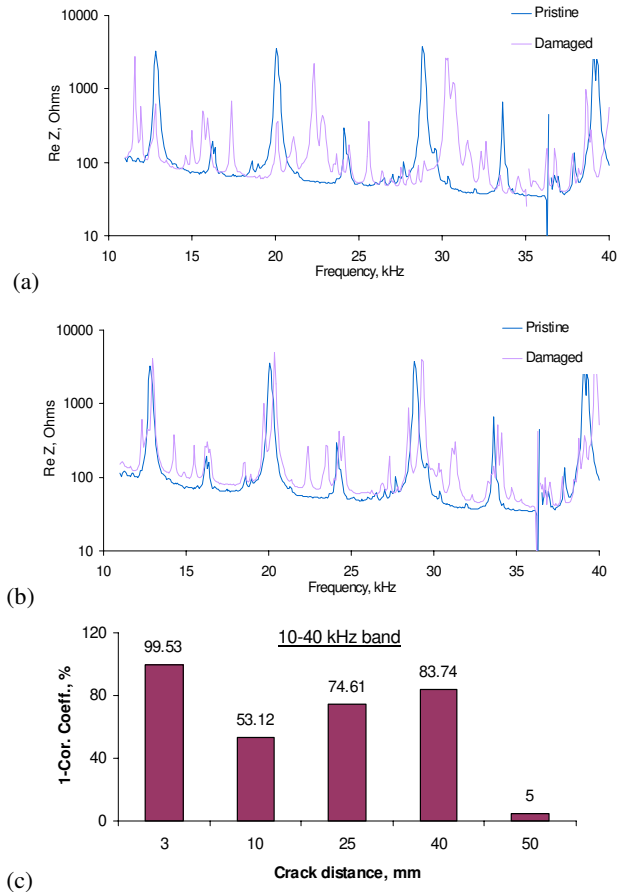 Pristine
Damaged
10000
1000
100
10
Re Z, Ohms
10 15 20 25 30 35 40
Frequency, kHz
(a)
Pristine
Damaged
10000
1000
100
10
Re Z, Ohms
10 15 20 25 30 35 40
Frequency, kHz
(b)
10-40 kHz band
120
80
40
0
1-Cor. Coeff., %
99.53
53.12
74.61
83.74
5
3 10 25 40 50
Crack distance, mm
(c)